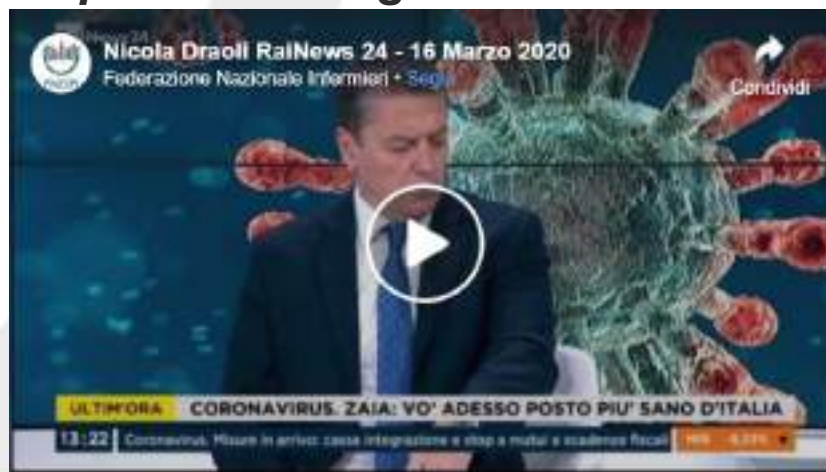 Nicola Draoli RaiNews 24 - 16 Marzo 2020
Federazione Nazionale Infermieri • Segui
Condividi
ULTIM'ORA CORONAVIRUS. ZAIA: VO' ADESSO POSTO PIU' SANO D'ITALIA
13:22 Coronavirus. Misure in arrivo: cassa integrazione e stop a mutui e scadenze fiscali